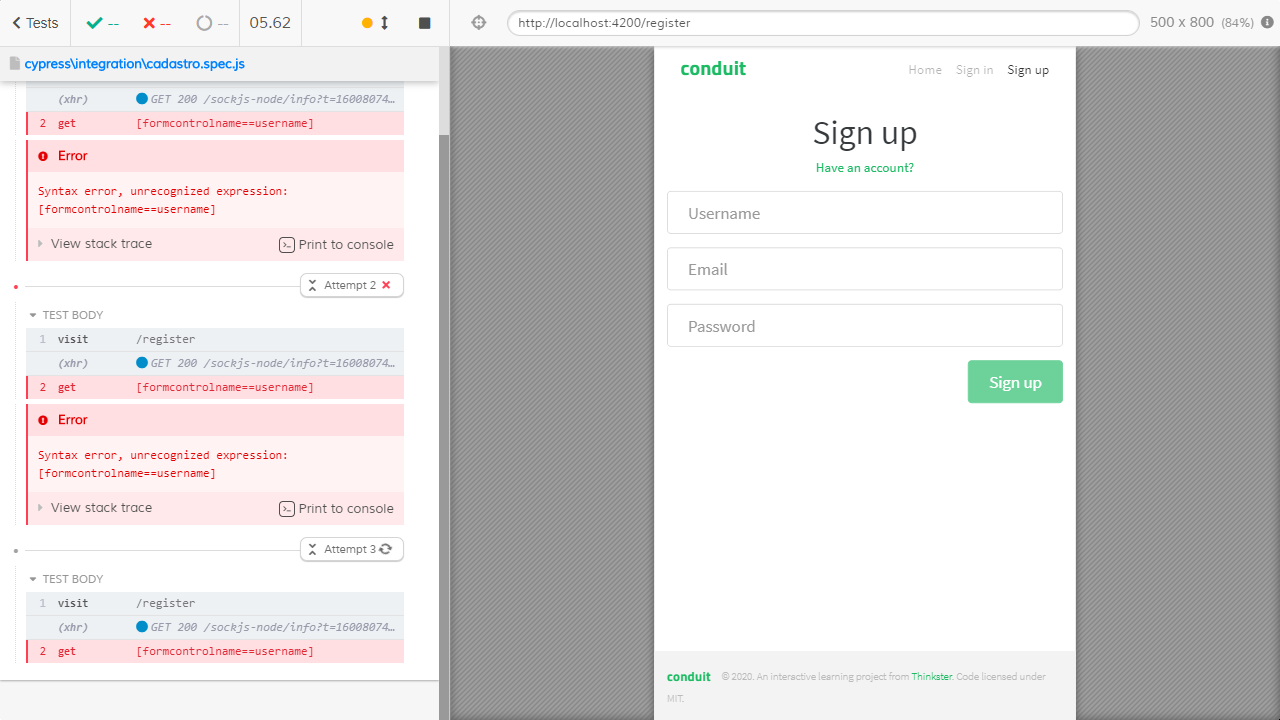 Tests
--
--
--
05.62
http://localhost:4200/register
500 x 800 (84%)
cypress\integration\cadastro.spec.js
(xhr) GET 200 /sockjs-node/info?t=16008074…
2 get [formcontrolname==username]
Error
Syntax error, unrecognized expression:
[formcontrolname==username]
View stack trace
Print to console
Attempt 2
TEST BODY
1 visit /register
(xhr) GET 200 /sockjs-node/info?t=16008074…
2 get [formcontrolname==username]
Error
Syntax error, unrecognized expression:
[formcontrolname==username]
View stack trace
Print to console
Attempt 3
TEST BODY
1 visit /register
(xhr) GET 200 /sockjs-node/info?t=16008074…
2 get [formcontrolname==username]
conduit
Home Sign in Sign up
Sign up
Have an account?
Username
Email
Password
Sign up
conduit © 2020. An interactive learning project from Thinkster. Code licensed under
MIT.